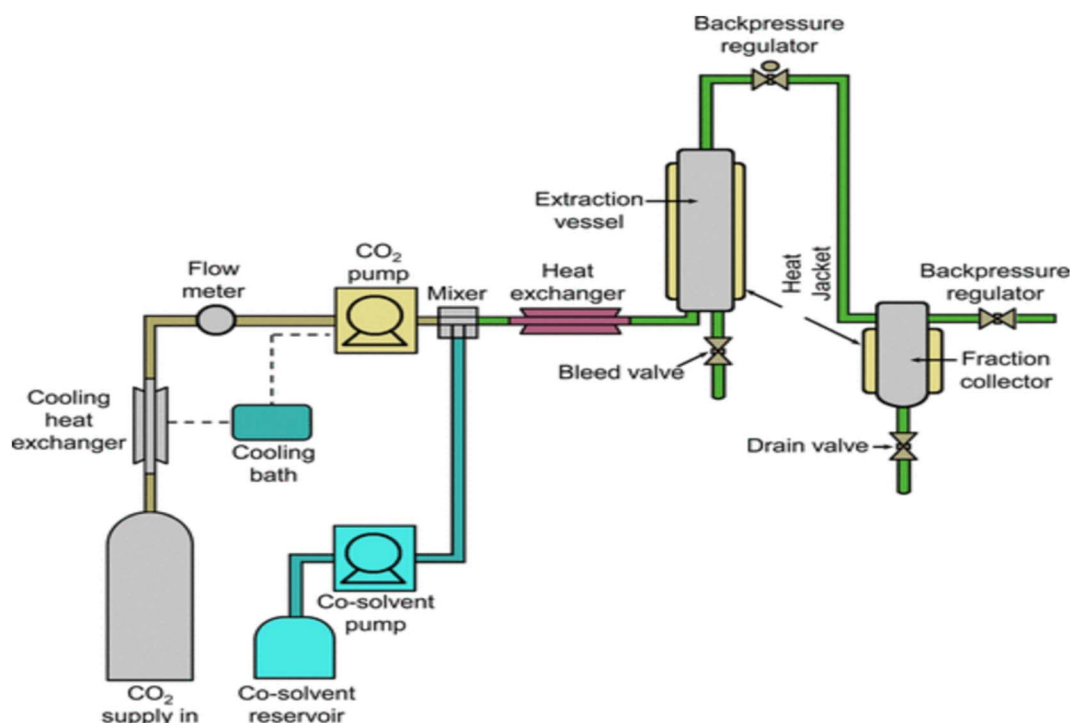 Backpressure
regulator
Extraction
vessel
CO₂
pump
Flow
meter
Mixer
Heat
exchanger
Heat
Jacket
Backpressure
regulator
Bleed valve
Fraction
collector
Cooling
heat
exchanger
Cooling
bath
Drain valve
Co-solvent
pump
CO₂
supply in
Co-solvent
reservoir